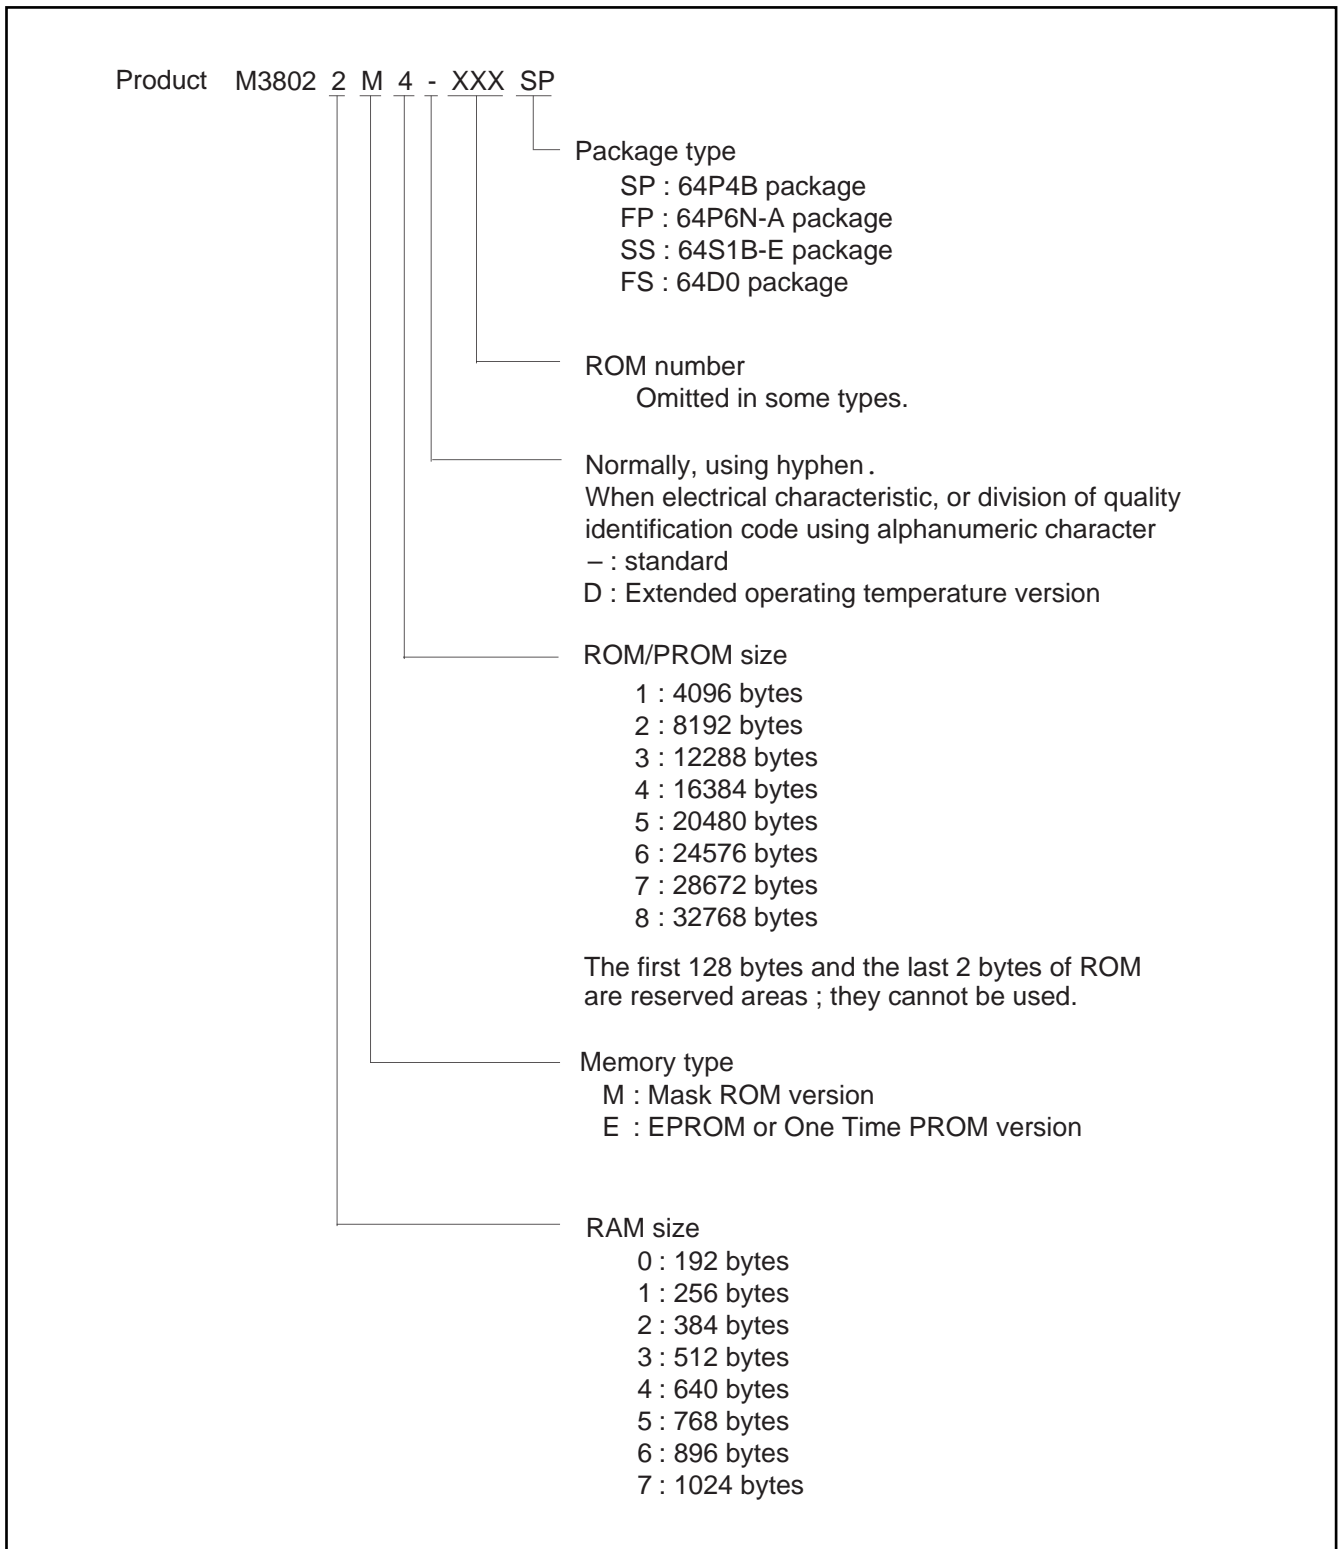 Product M3802 2 M 4 - XXX SP
Package type
SP : 64P4B package
FP : 64P6N-A package
SS : 64S1B-E package
FS : 64D0 package
ROM number
Omitted in some types.
Normally, using hyphen .
When electrical characteristic, or division of quality
identification code using alphanumeric character
– : standard
D : Extended operating temperature version
ROM/PROM size
1 : 4096 bytes
2 : 8192 bytes
3 : 12288 bytes
4 : 16384 bytes
5 : 20480 bytes
6 : 24576 bytes
7 : 28672 bytes
8 : 32768 bytes
The first 128 bytes and the last 2 bytes of ROM
are reserved areas ; they cannot be used.
Memory type
M : Mask ROM version
E : EPROM or One Time PROM version
RAM size
0 : 192 bytes
1 : 256 bytes
2 : 384 bytes
3 : 512 bytes
4 : 640 bytes
5 : 768 bytes
6 : 896 bytes
7 : 1024 bytes